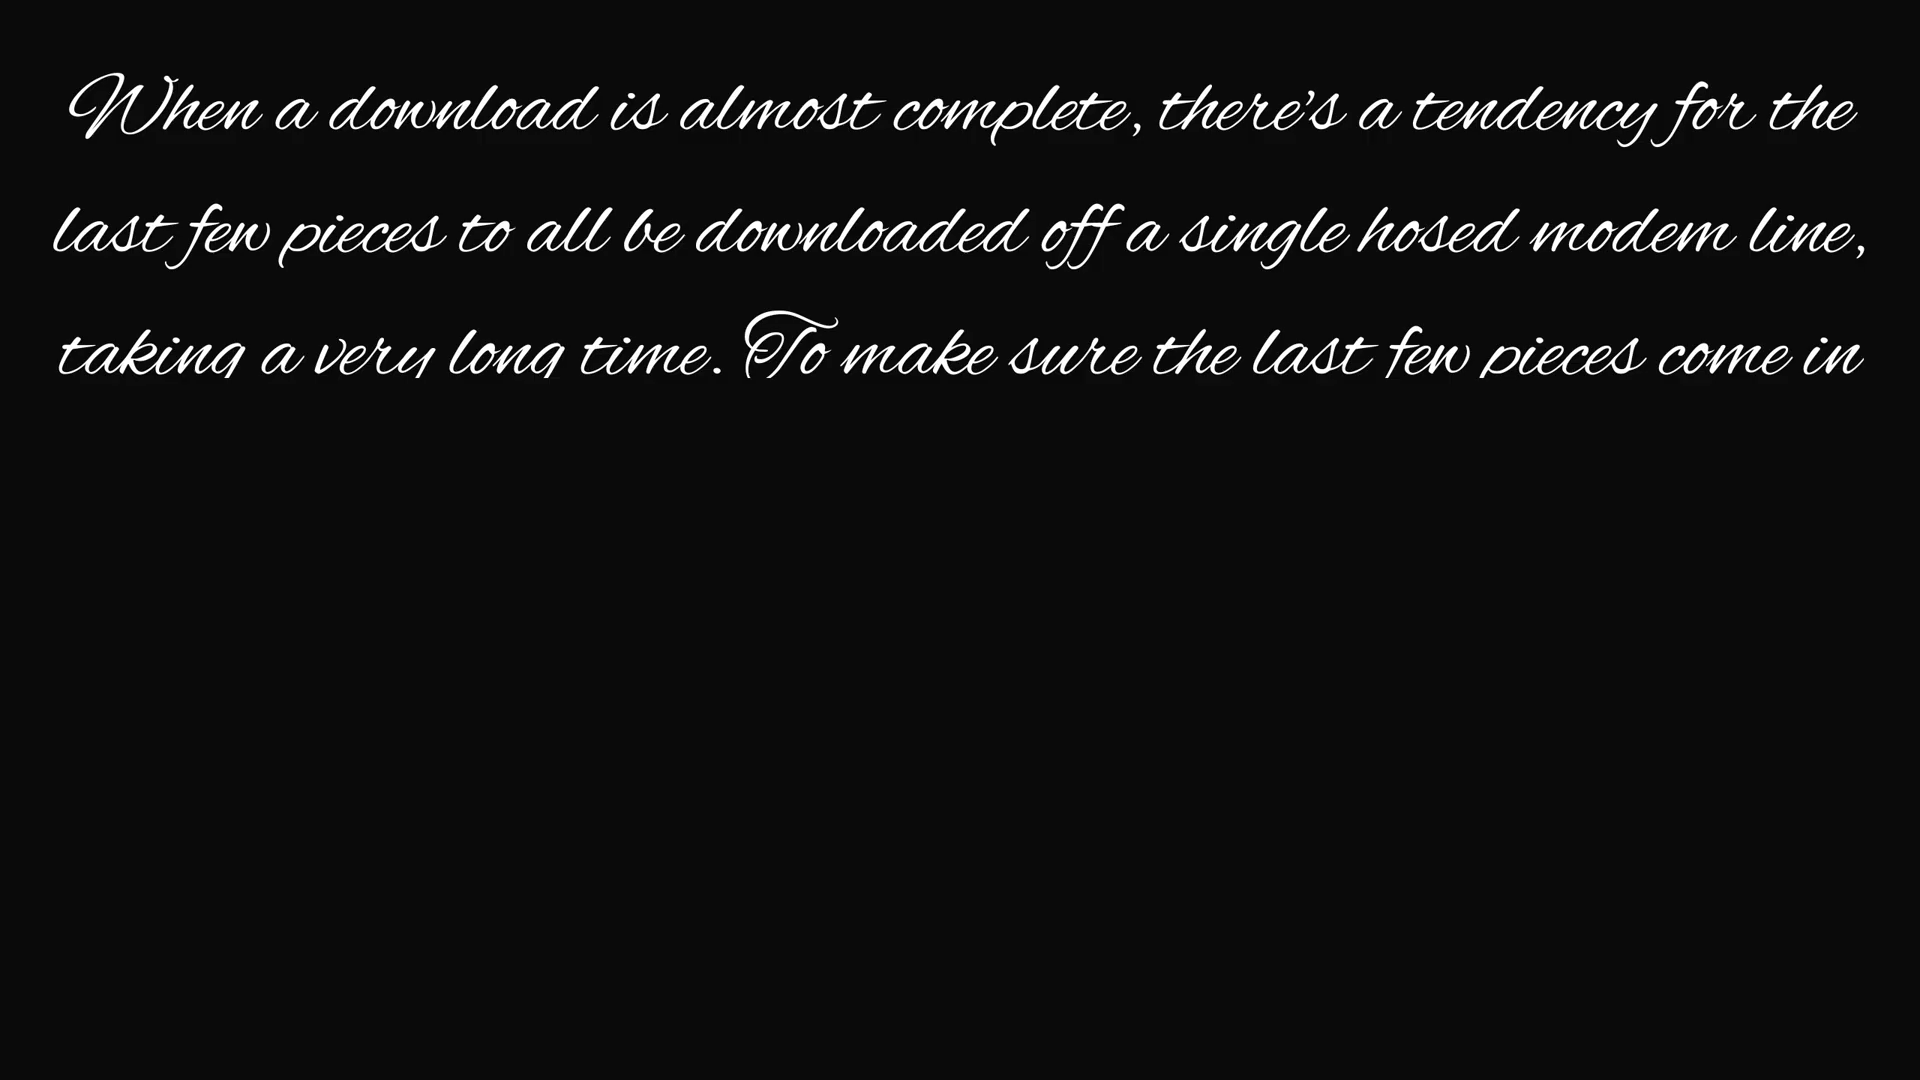 When a download is almost complete, there's a tendency for the
last few pieces to all be downloaded off a single hosed modem line,
taking a very long time. To make sure the last few pieces come in